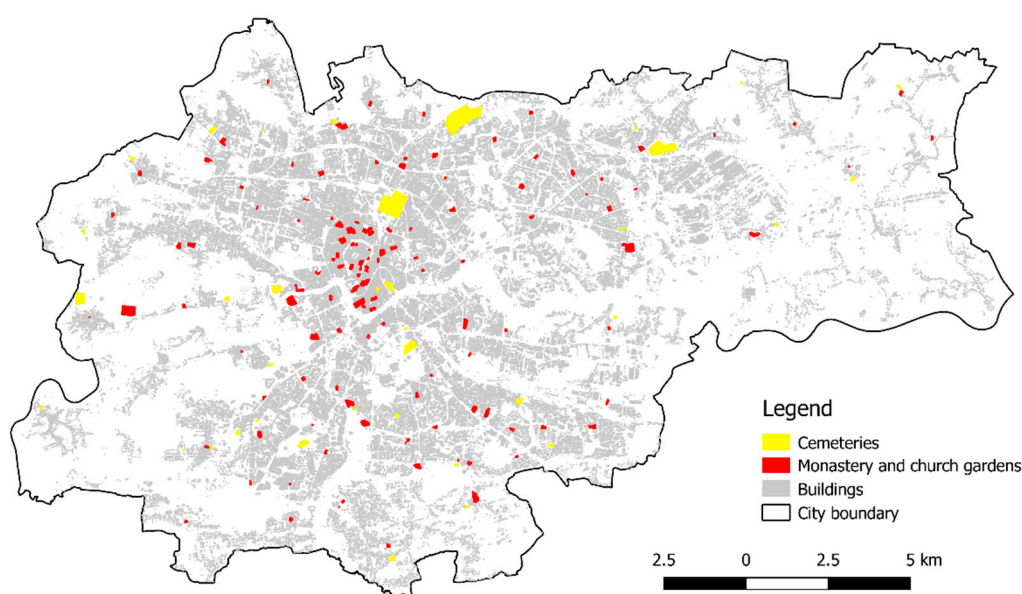 Legend
Cemeteries
Monastery and church gardens
Buildings
City boundary
2.5 0 2.5 5 km